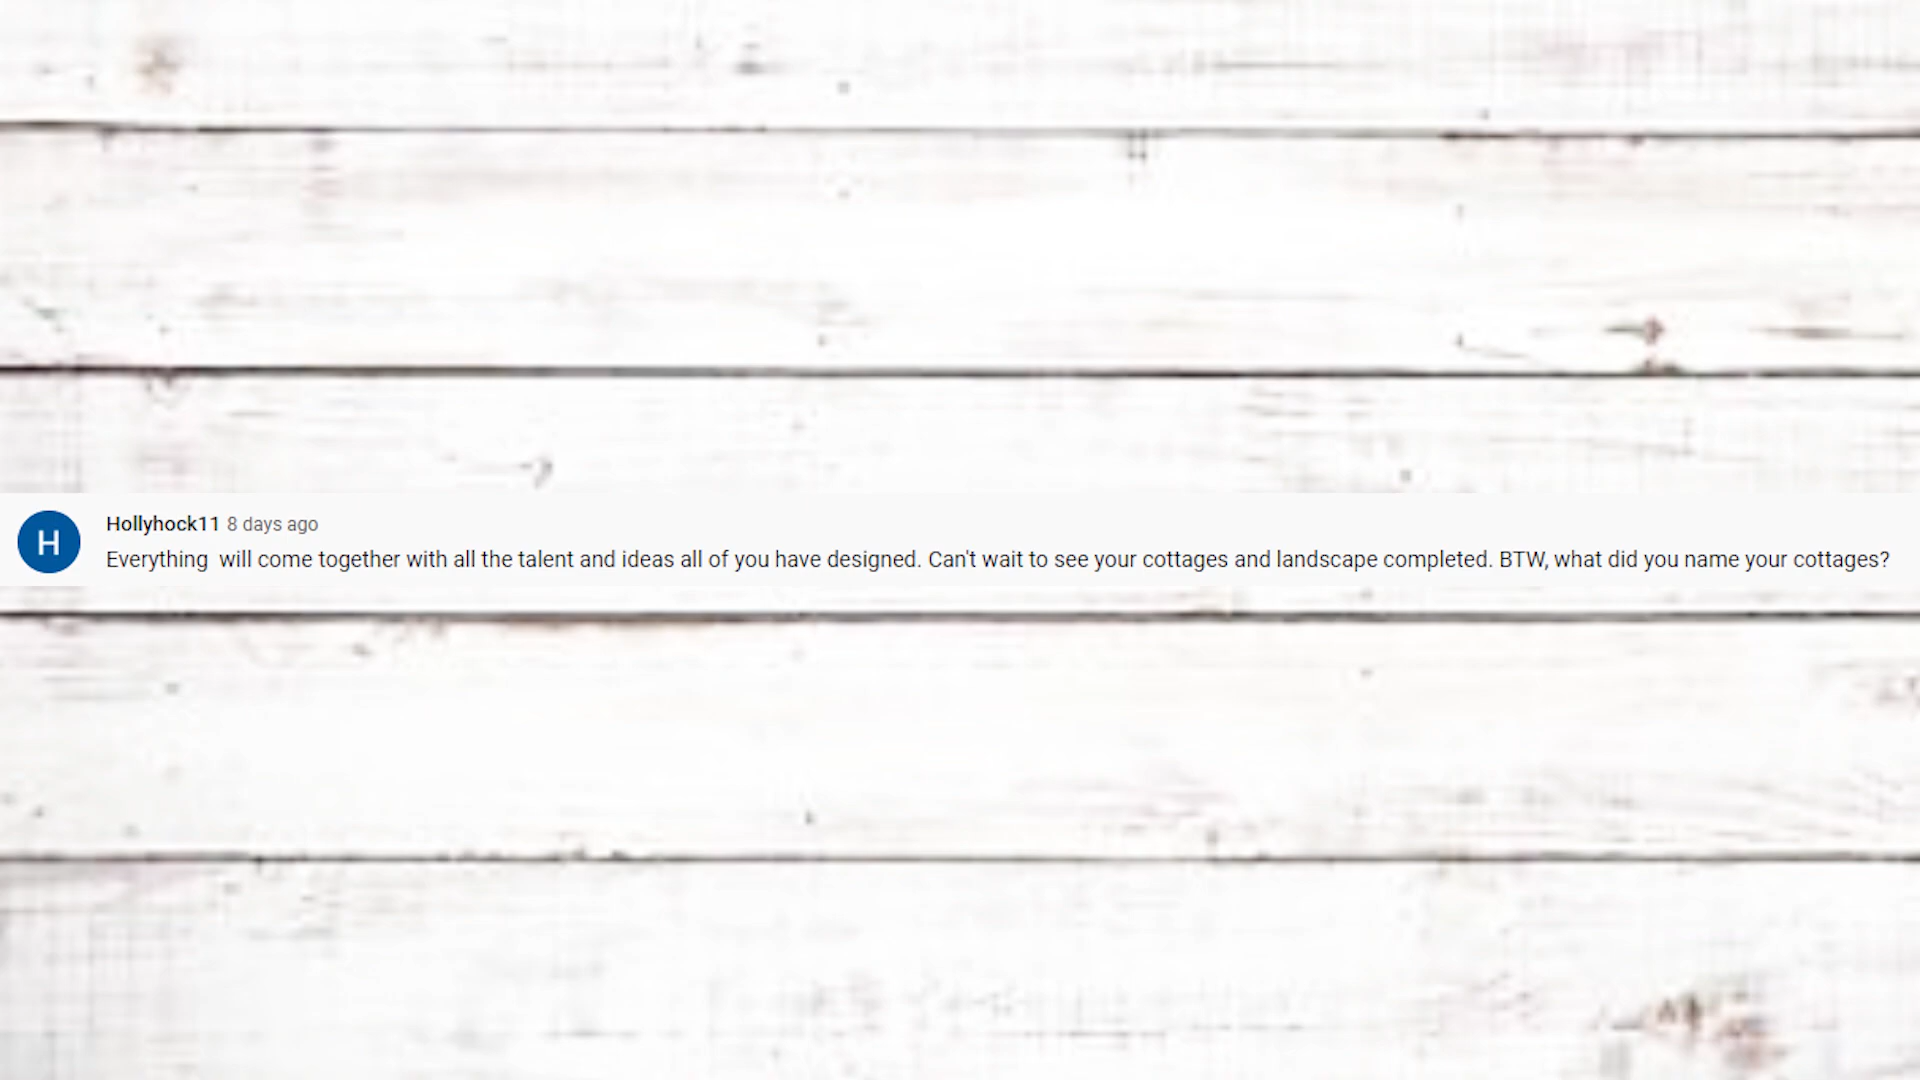 H
Hollyhock11 8 days ago
Everything  will come together with all the talent and ideas all of you have designed. Can't wait to see your cottages and landscape completed. BTW, what did you name your cottages?